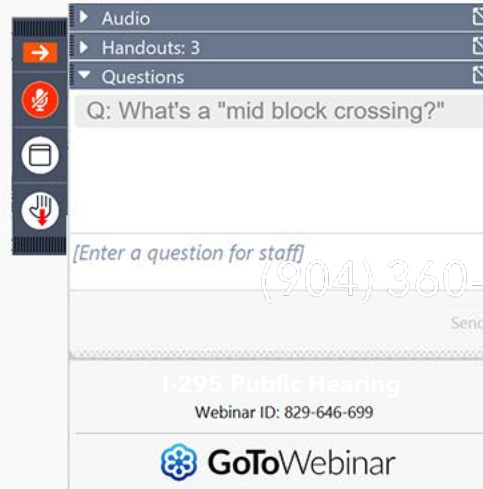 Audio
Handouts: 3
Questions
Q: What's a "mid block crossing?"
[Enter a question for staff]
(904) 360-
Send
I-295 Public Hearing
Webinar ID: 829-646-699
GoToWebinar